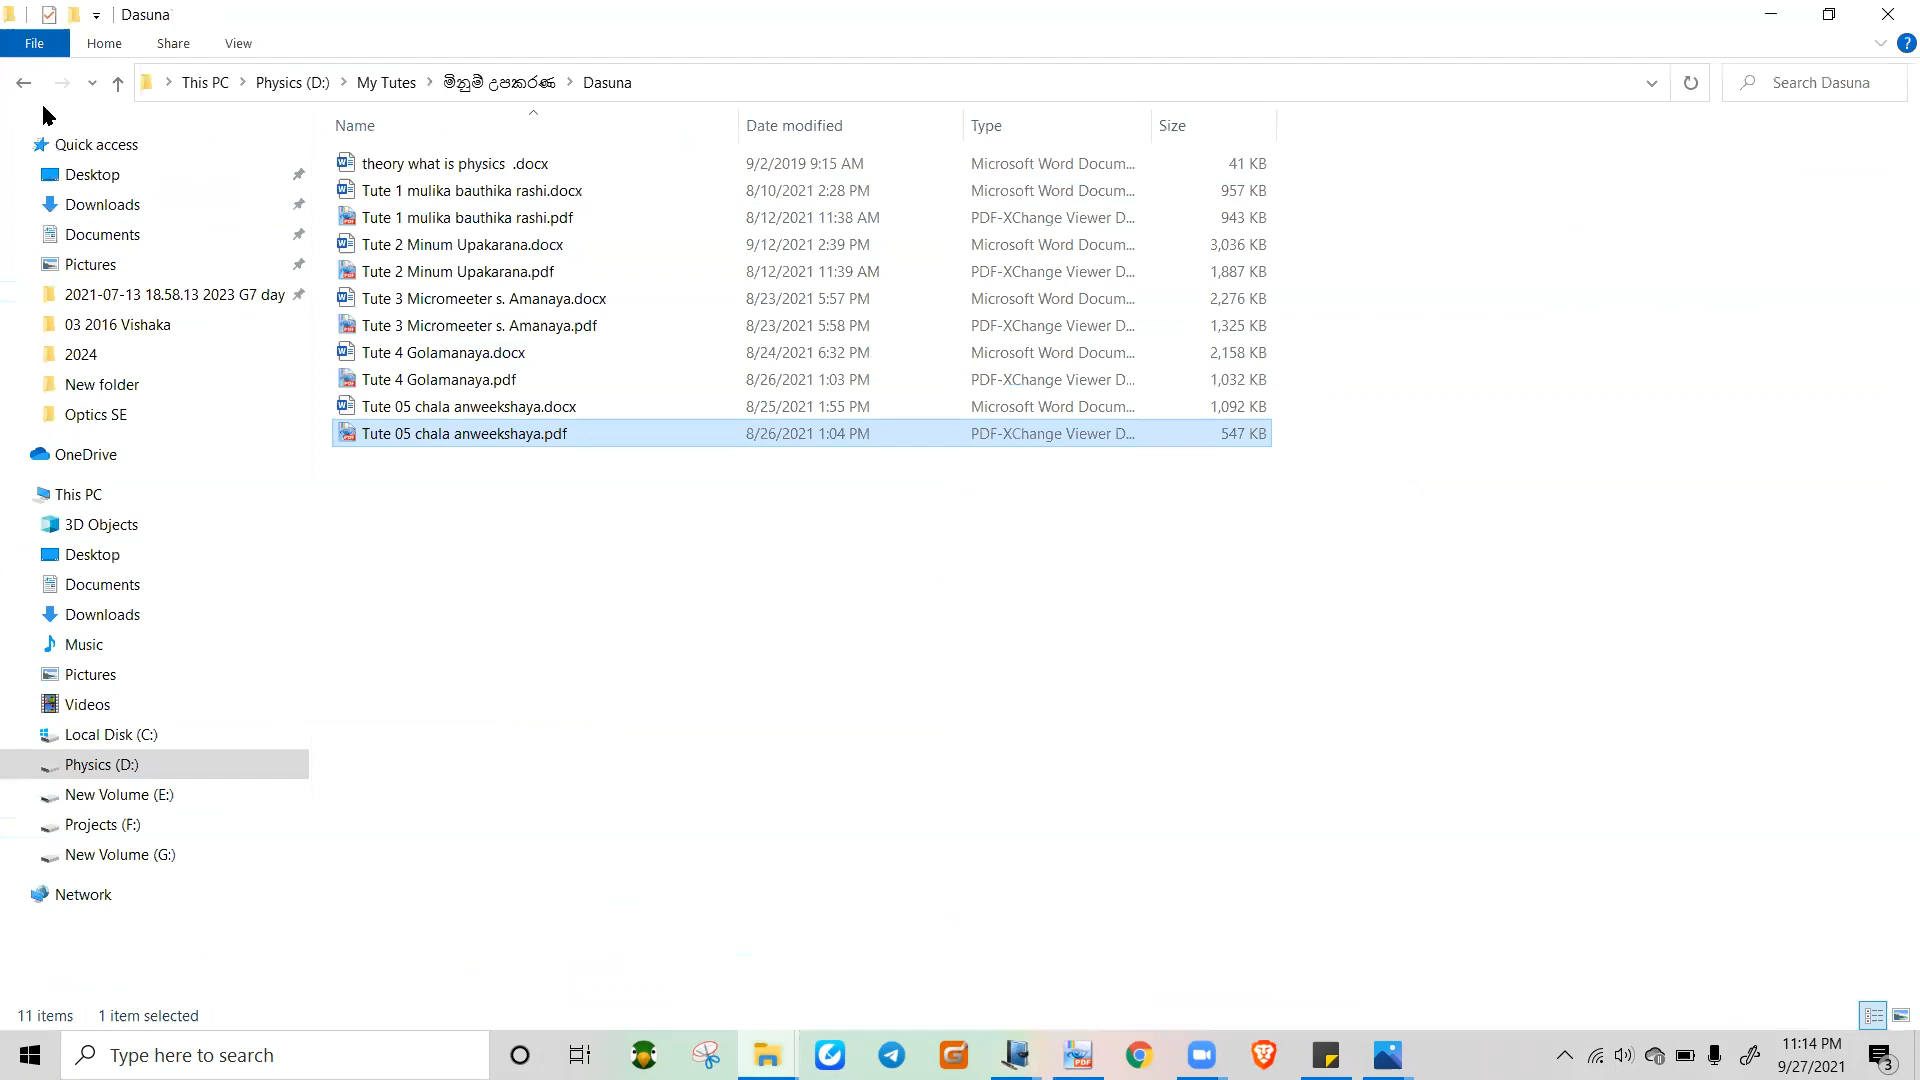 Dasuna
File Home Share View
This PC Physics (D:) My Tutes මිනුම් උපකරණ Dasuna Search Dasuna
Name Date modified Type Size
Quick access
Desktop
Downloads
Documents
Pictures
2021-07-13 18.58.13 2023 G7 day
03 2016 Vishaka
2024
New folder
Optics SE
OneDrive
This PC
3D Objects
Desktop
Documents
Downloads
Music
Pictures
Videos
Local Disk (C:)
Physics (D:)
New Volume (E:)
Projects (F:)
New Volume (G:)
Network
theory what is physics .docx 9/2/2019 9:15 AM Microsoft Word Docum... 41 KB
Tute 1 mulika bauthika rashi.docx 8/10/2021 2:28 PM Microsoft Word Docum... 957 KB
Tute 1 mulika bauthika rashi.pdf 8/12/2021 11:38 AM PDF-XChange Viewer D... 943 KB
Tute 2 Minum Upakarana.docx 9/12/2021 2:39 PM Microsoft Word Docum... 3,036 KB
Tute 2 Minum Upakarana.pdf 8/12/2021 11:39 AM PDF-XChange Viewer D... 1,887 KB
Tute 3 Micromeeter s. Amanaya.docx 8/23/2021 5:57 PM Microsoft Word Docum... 2,276 KB
Tute 3 Micromeeter s. Amanaya.pdf 8/23/2021 5:58 PM PDF-XChange Viewer D... 1,325 KB
Tute 4 Golamanaya.docx 8/24/2021 6:32 PM Microsoft Word Docum... 2,158 KB
Tute 4 Golamanaya.pdf 8/26/2021 1:03 PM PDF-XChange Viewer D... 1,032 KB
Tute 05 chala anweekshaya.docx 8/25/2021 1:55 PM Microsoft Word Docum... 1,092 KB
Tute 05 chala anweekshaya.pdf 8/26/2021 1:04 PM PDF-XChange Viewer D... 547 KB
11 items 1 item selected
Type here to search
11:14 PM
9/27/2021
3